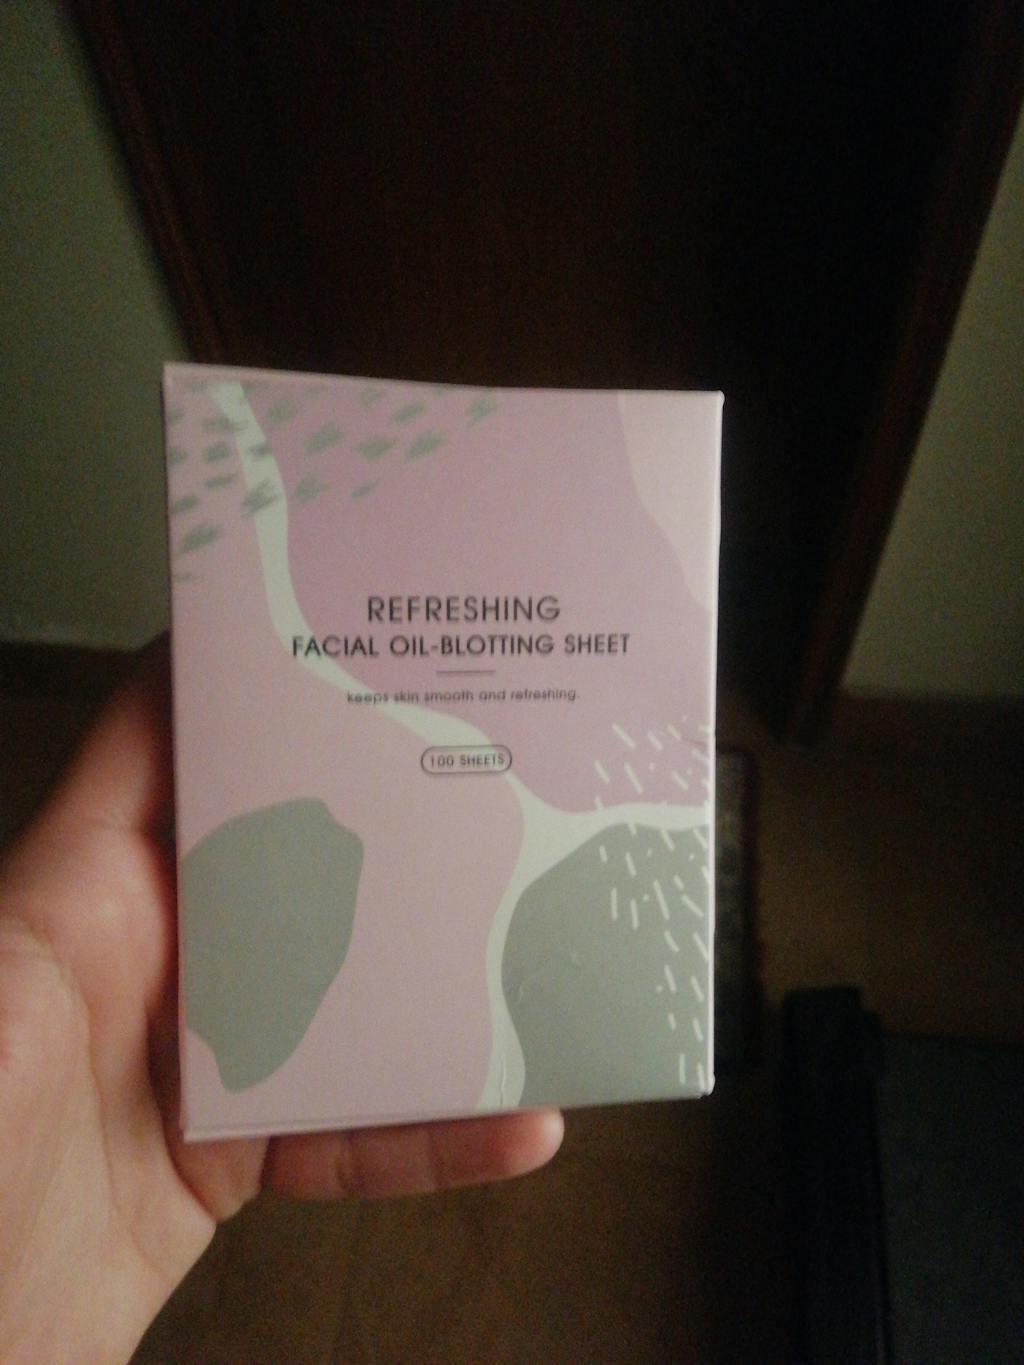 REFRESHING
FACIAL OIL-BLOTTING SHEET
keeps skin smooth and refreshing.
100 SHEETS